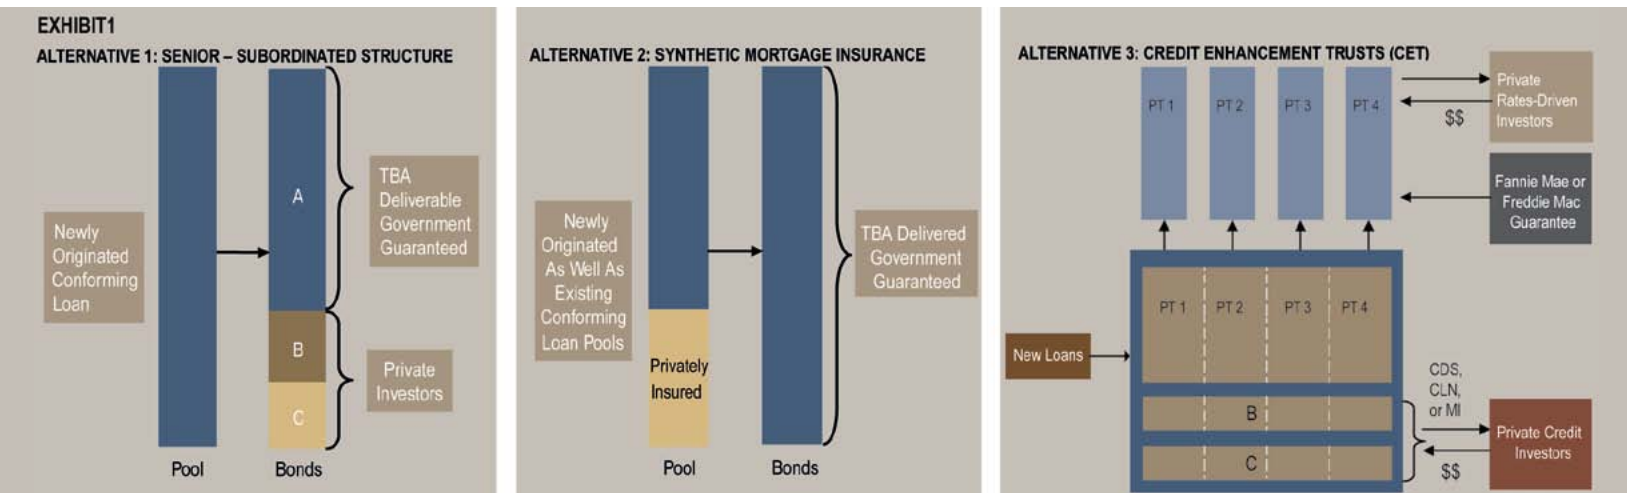 EXHIBIT1
ALTERNATIVE 1: SENIOR – SUBORDINATED STRUCTURE
Newly
Originated
Conforming
Loan
A
B
C
TBA
Deliverable
Government
Guaranteed
Private
Investors
Pool
Bonds
ALTERNATIVE 2: SYNTHETIC MORTGAGE INSURANCE
Newly
Originated
As Well As
Existing
Conforming
Loan Pools
Privately
Insured
TBA Delivered
Government
Guaranteed
Pool
Bonds
ALTERNATIVE 3: CREDIT ENHANCEMENT TRUSTS (CET)
PT 1
PT 2
PT 3
PT 4
$$
Private
Rates-Driven
Investors
Fannie Mae or
Freddie Mac
Guarantee
PT 1
PT 2
PT 3
PT 4
New Loans
B
C
CDS,
CLN,
or MI
$$
Private Credit
Investors